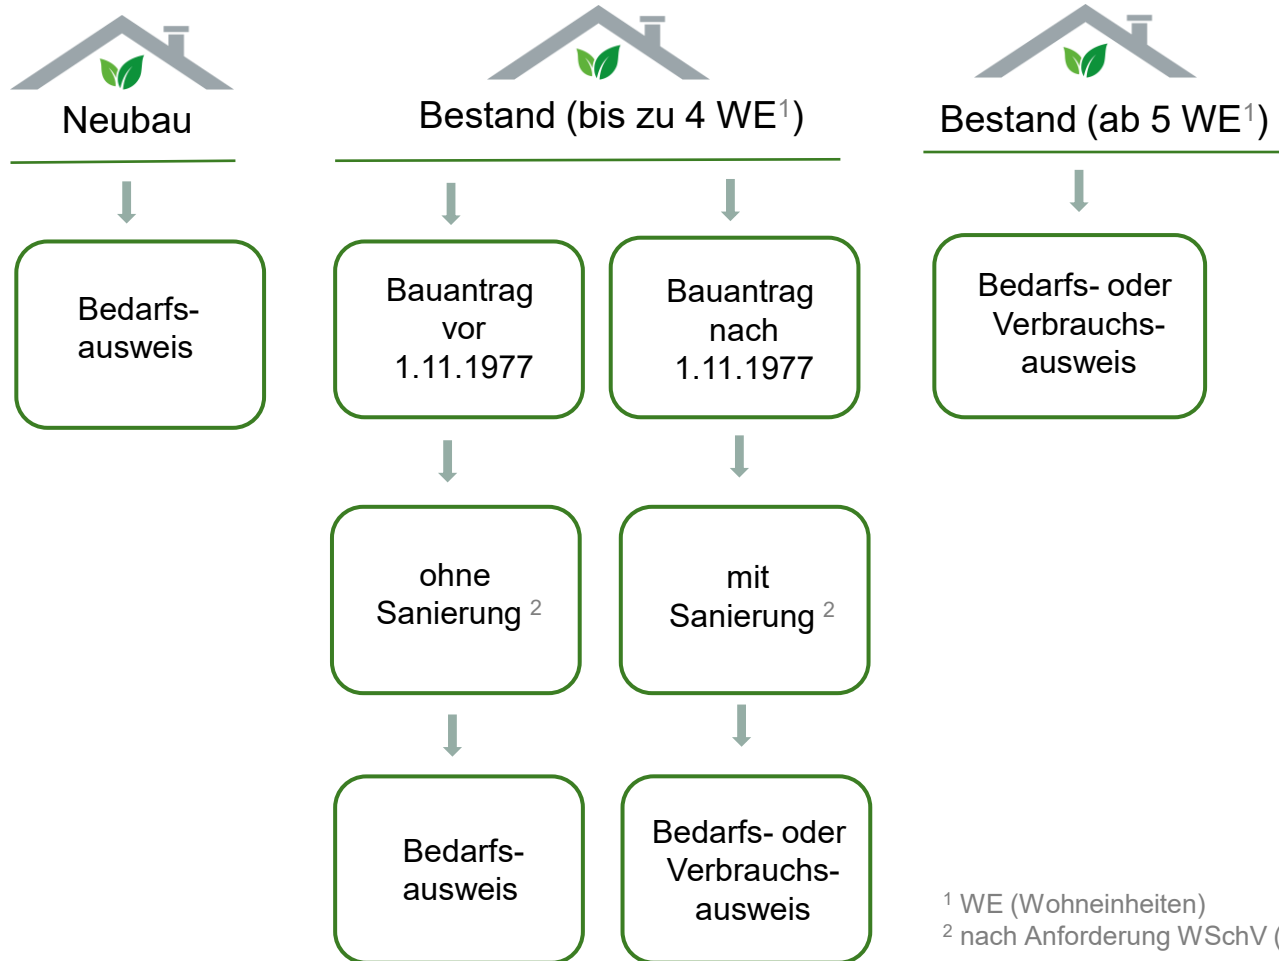 Neubau
Bestand (bis zu 4 WE¹)
Bestand (ab 5 WE¹)
Bedarfs-
ausweis
Bauantrag
vor
1.11.1977
Bauantrag
nach
1.11.1977
Bedarfs- oder
Verbrauchs-
ausweis
ohne
Sanierung ²
mit
Sanierung ²
Bedarfs-
ausweis
Bedarfs- oder
Verbrauchs-
ausweis
¹ WE (Wohneinheiten)
² nach Anforderung WSchV (